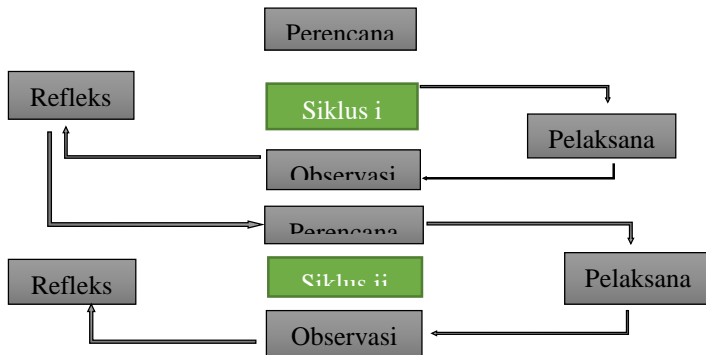 Perencana
Refleks
Siklus i
Pelaksana
Observasi
Perencana
Refleks
Siklus ii
Pelaksana
Observasi